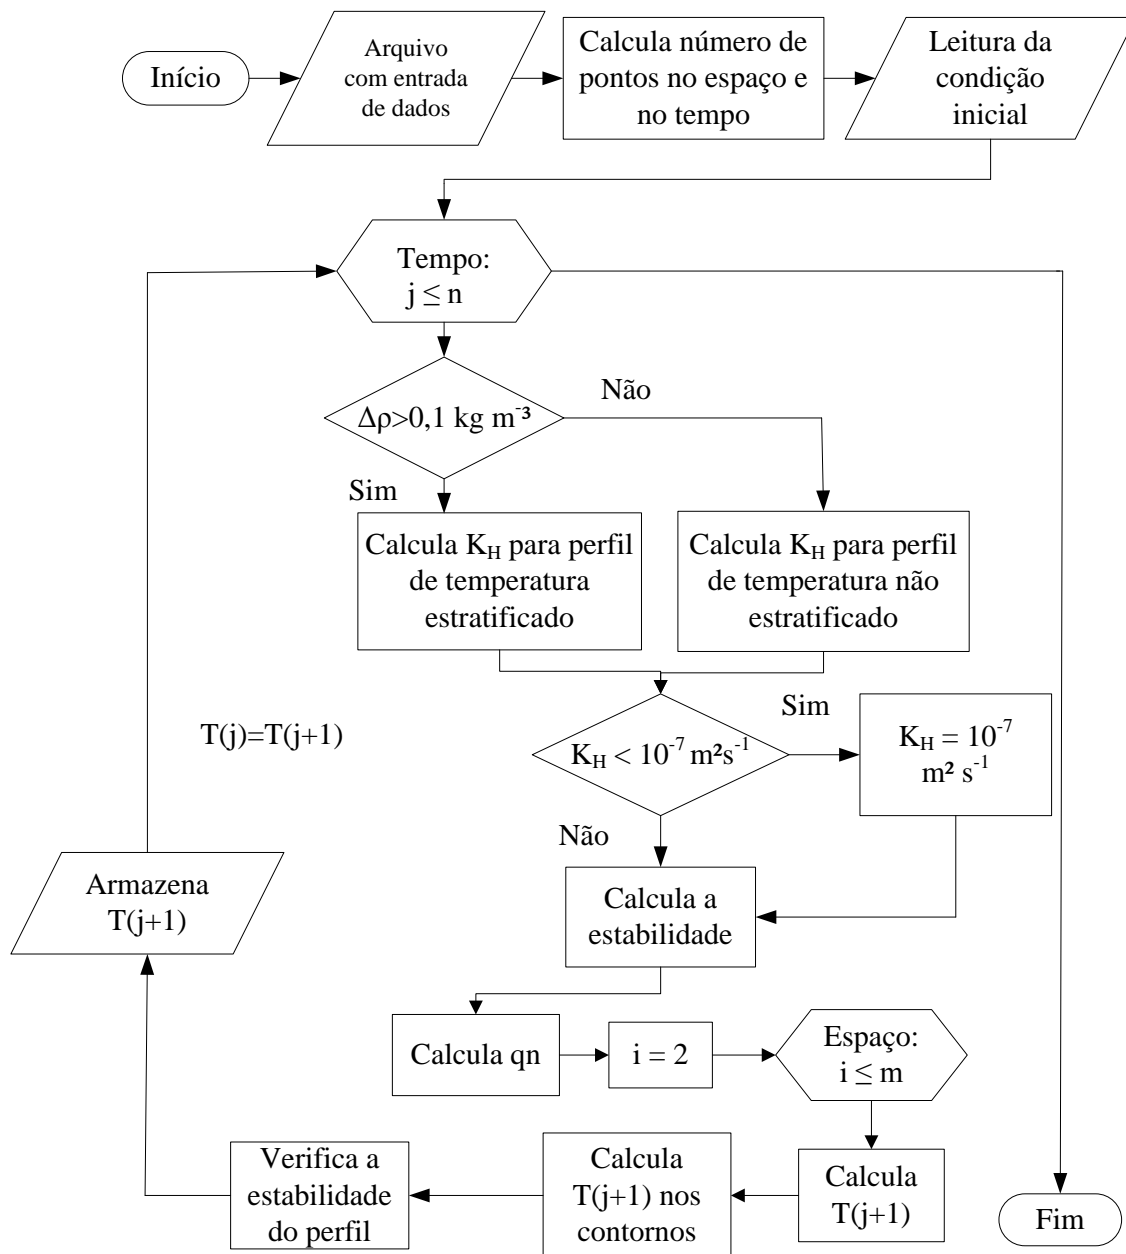 Início
Arquivo
com entrada
de dados
Calcula número de
pontos no espaço e
no tempo
Leitura da
condição
inicial
Tempo:
j ≤ n
Δρ>0,1 kg m⁻³
Não
Sim
Calcula K_H para perfil
de temperatura
estratificado
Calcula K_H para perfil
de temperatura não
estratificado
K_H < 10⁻⁷ m²s⁻¹
Sim
K_H = 10⁻⁷
m² s⁻¹
Não
T(j)=T(j+1)
Calcula a
estabilidade
Armazena
T(j+1)
Calcula qn
i = 2
Espaço:
i ≤ m
Calcula
T(j+1)
Calcula
T(j+1) nos
contornos
Verifica a
estabilidade
do perfil
Fim